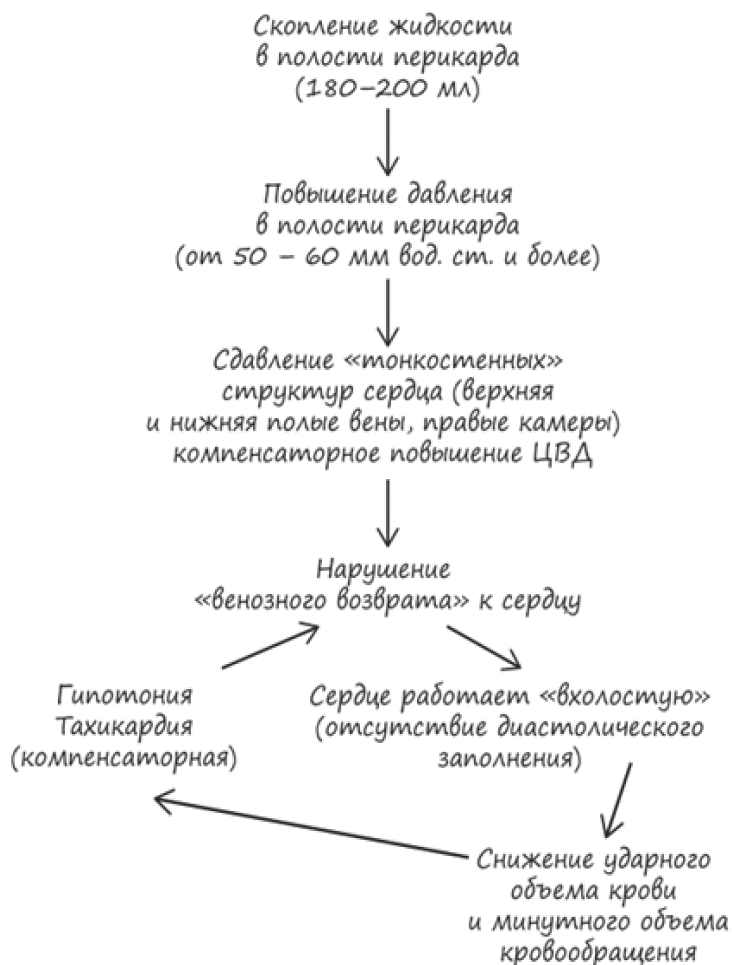 Скопление жидкости
в полости перикарда
(180–200 мл)
Повышение давления
в полости перикарда
(от 50 – 60 мм вод. ст. и более)
Сдавление «тонкостенных»
структур сердца (верхняя
и нижняя полые вены, правые камеры)
компенсаторное повышение ЦВД
Нарушение
«венозного возврата» к сердцу
Гипотония
Тахикардия
(компенсаторная)
Сердце работает «вхолостую»
(отсутствие диастолического
заполнения)
Снижение ударного
объема крови
и минутного объема
кровообращения